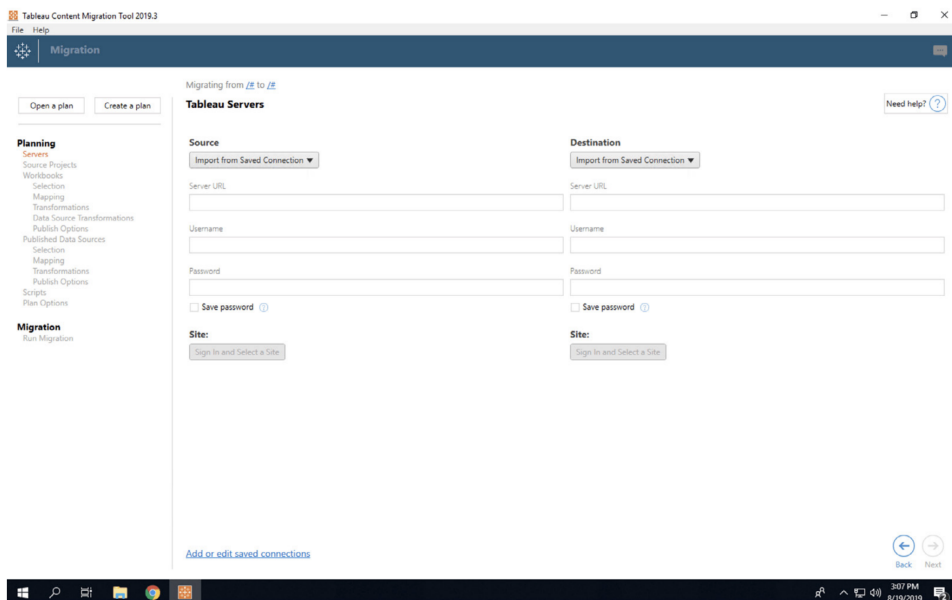 Tableau Content Migration Tool 2019.3
File Help
Migration
Migrating from /# to /#
Open a plan
Create a plan
Tableau Servers
Need help?
Planning
Servers
Source Projects
Workbooks
Selection
Mapping
Transformations
Data Source Transformations
Publish Options
Published Data Sources
Selection
Mapping
Transformations
Publish Options
Scripts
Plan Options
Migration
Run Migration
Source
Import from Saved Connection
Server URL
Username
Password
Save password
Site:
Sign In and Select a Site
Destination
Import from Saved Connection
Server URL
Username
Password
Save password
Site:
Sign In and Select a Site
Add or edit saved connections
Back
Next
3:07 PM
8/19/2019